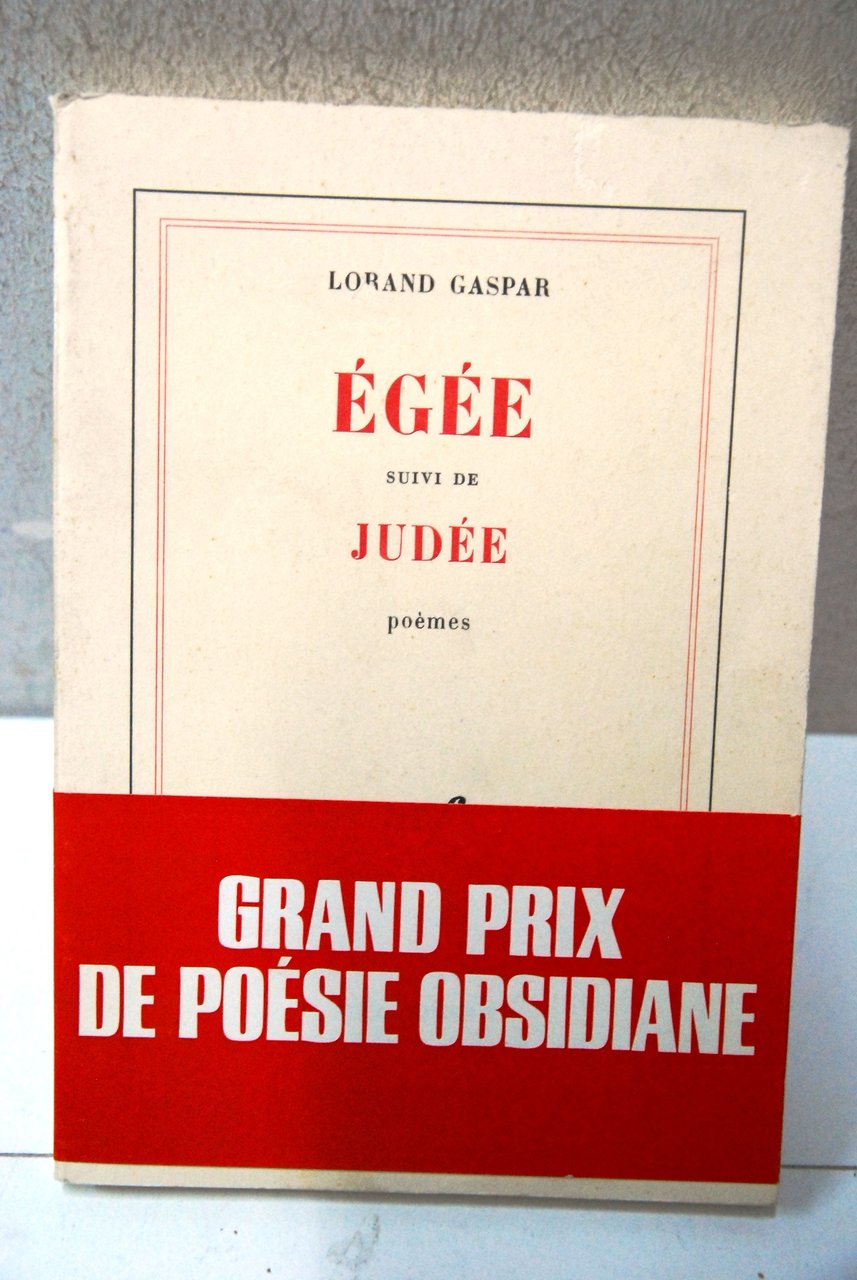 LORAND GASPAR
ÉGÉE
SUIVI DE
JUDÉE
poèmes
GRAND PRIX
DE POÉSIE OBSIDIANE